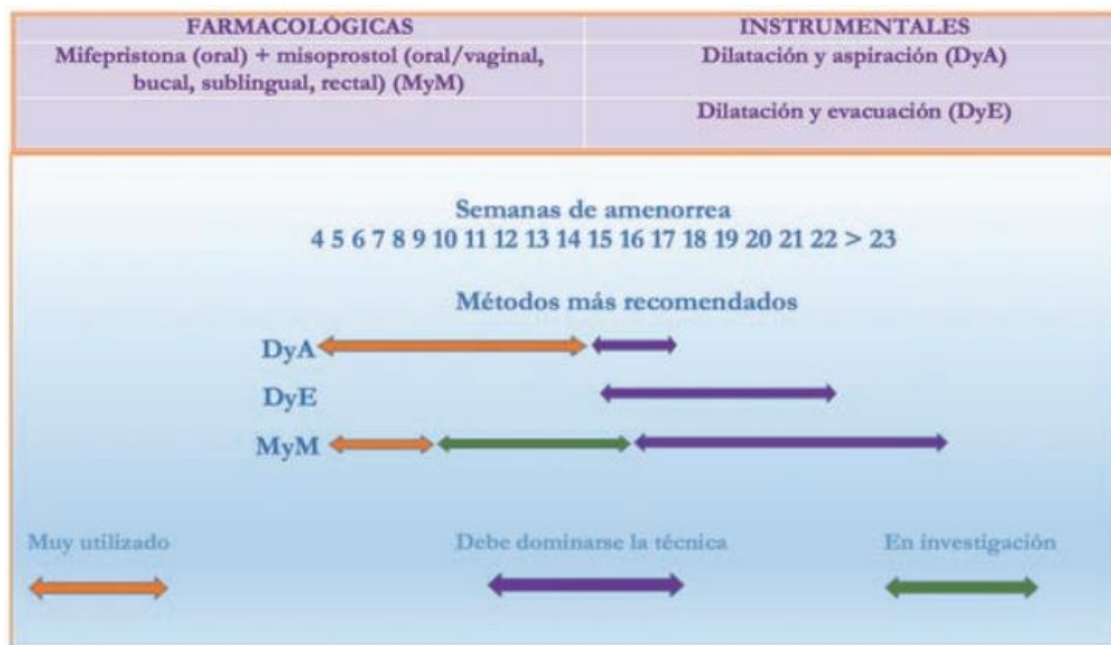 FARMACOLÓGICAS
INSTRUMENTALES
Mifepristona (oral) + misoprostol (oral/vaginal,
bucal, sublingual, rectal) (MyM)
Dilatación y aspiración (DyA)
Dilatación y evacuación (DyE)
Semanas de amenorrea
4 5 6 7 8 9 10 11 12 13 14 15 16 17 18 19 20 21 22 > 23
Métodos más recomendados
DyA
DyE
MyM
Muy utilizado
Debe dominarse la técnica
En investigación